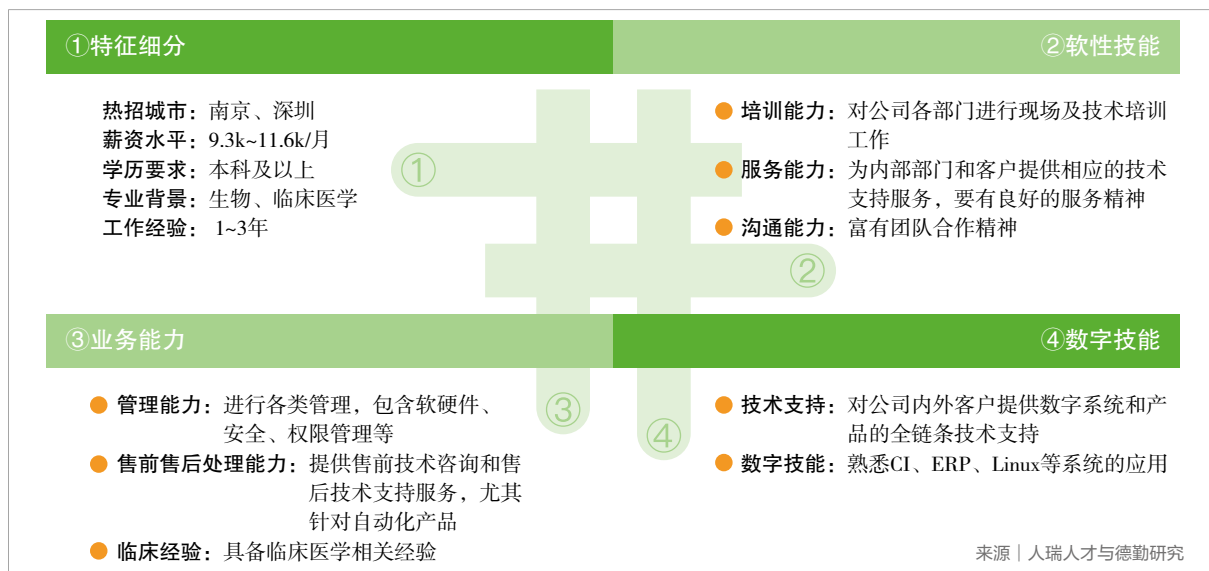 ①特征细分
热招城市：南京、深圳
薪资水平：9.3k~11.6k/月
学历要求：本科及以上
专业背景：生物、临床医学
工作经验： 1~3年
②软性技能
培训能力：对公司各部门进行现场及技术培训
工作
服务能力：为内部部门和客户提供相应的技术
支持服务，要有良好的服务精神
沟通能力：富有团队合作精神
①
②
③业务能力
管理能力：进行各类管理，包含软硬件、
安全、权限管理等
售前售后处理能力：提供售前技术咨询和售
后技术支持服务，尤其
针对自动化产品
临床经验：具备临床医学相关经验
③
④
④数字技能
技术支持：对公司内外客户提供数字系统和产
品的全链条技术支持
数字技能：熟悉CI、ERP、Linux等系统的应用
来源｜人瑞人才与德勤研究